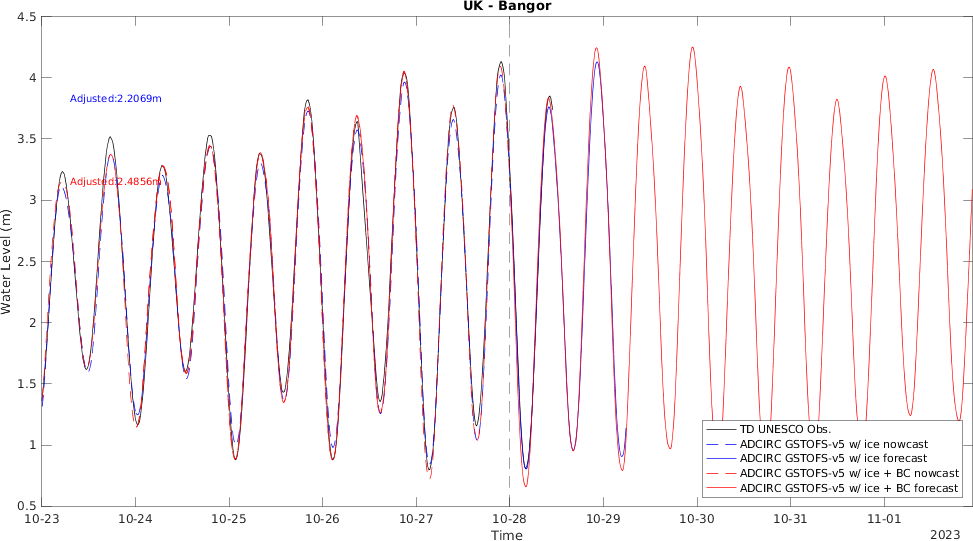 UK - Bangor
4.5
4
3.5
3
2.5
2
1.5
1
0.5
Water Level (m)
Adjusted:2.2069m
Adjusted:2.4856m
TD UNESCO Obs.
ADCIRC GSTOFS-v5 w/ ice nowcast
ADCIRC GSTOFS-v5 w/ ice forecast
ADCIRC GSTOFS-v5 w/ ice + BC nowcast
ADCIRC GSTOFS-v5 w/ ice + BC forecast
10-23 10-24 10-25 10-26 10-27 10-28 10-29 10-30 10-31 11-01
Time
2023